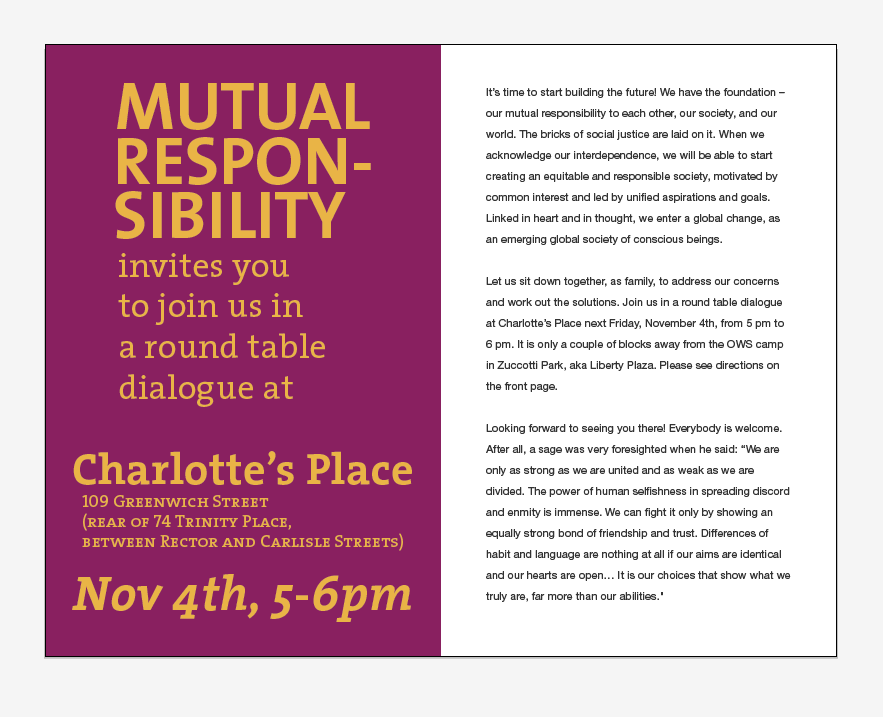 MUTUAL
RESPON-
SIBILITY
invites you
to join us in
a round table
dialogue at
Charlotte’s Place
109 Greenwich Street
(rear of 74 Trinity Place,
between Rector and Carlisle Streets)
Nov 4th, 5-6pm
It’s time to start building the future! We have the foundation –
our mutual responsibility to each other, our society, and our
world. The bricks of social justice are laid on it. When we
acknowledge our interdependence, we will be able to start
creating an equitable and responsible society, motivated by
common interest and led by unified aspirations and goals.
Linked in heart and in thought, we enter a global change, as
an emerging global society of conscious beings.
Let us sit down together, as family, to address our concerns
and work out the solutions. Join us in a round table dialogue
at Charlotte’s Place next Friday, November 4th, from 5 pm to
6 pm. It is only a couple of blocks away from the OWS camp
in Zuccotti Park, aka Liberty Plaza. Please see directions on
the front page.
Looking forward to seeing you there! Everybody is welcome.
After all, a sage was very foresighted when he said: “We are
only as strong as we are united and as weak as we are
divided. The power of human selfishness in spreading discord
and enmity is immense. We can fight it only by showing an
equally strong bond of friendship and trust. Differences of
habit and language are nothing at all if our aims are identical
and our hearts are open… It is our choices that show what we
truly are, far more than our abilities."